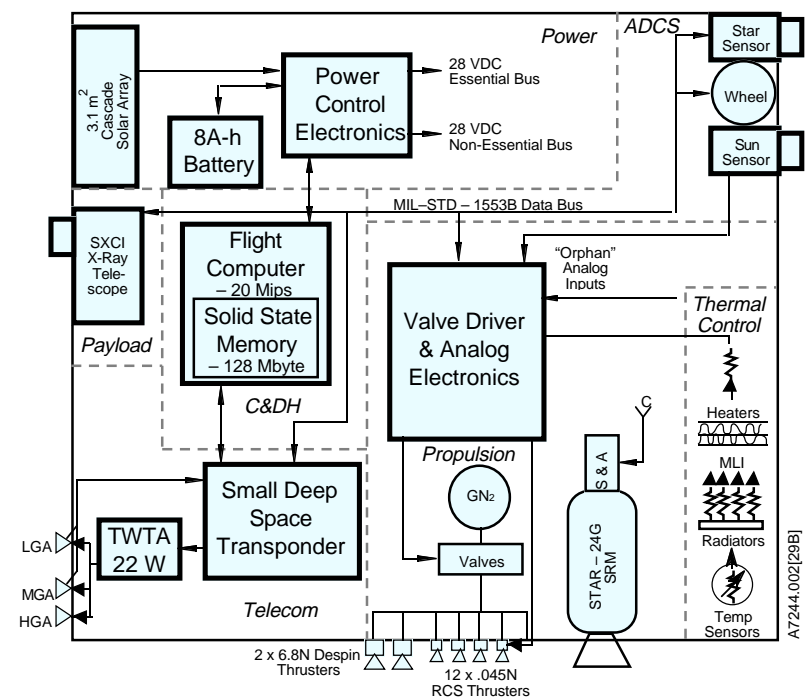 Power
ADCS
Star
Sensor
Wheel
Sun
Sensor
3.1 m2
Cascade
Solar Array
Power
Control
Electronics
28 VDC
Essential Bus
28 VDC
Non-Essential Bus
8A-h
Battery
MIL–STD – 1553B Data Bus
SXCI
X-Ray
Tele-
scope
Payload
Flight
Computer
– 20 Mips
Solid State
Memory
– 128 Mbyte
C&DH
"Orphan"
Analog
Inputs
Valve Driver
& Analog
Electronics
Thermal
Control
Heaters
MLI
Radiators
Temp
Sensors
Propulsion
GN2
Valves
C
S & A
STAR – 24G
SRM
Small Deep
Space
Transponder
TWTA
22 W
LGA
MGA
HGA
Telecom
2 x 6.8N Despin
Thrusters
12 x .045N
RCS Thrusters
A7244.002[29B]